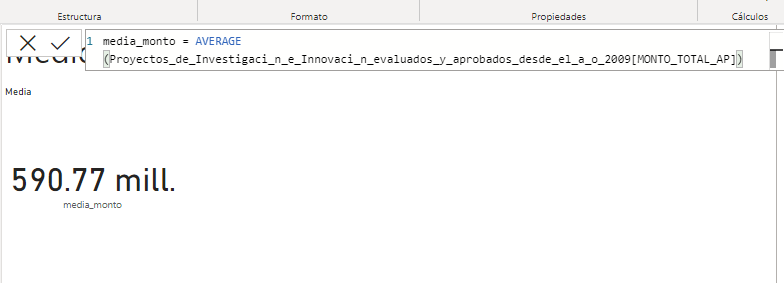 Estructura Formato Propiedades Cálculos
1 media_monto = AVERAGE
(Proyectos_de_Investigaci_n_e_Innovaci_n_evaluados_y_aprobados_desde_el_a_o_2009[MONTO_TOTAL_AP])
Media
590.77 mill.
media_monto